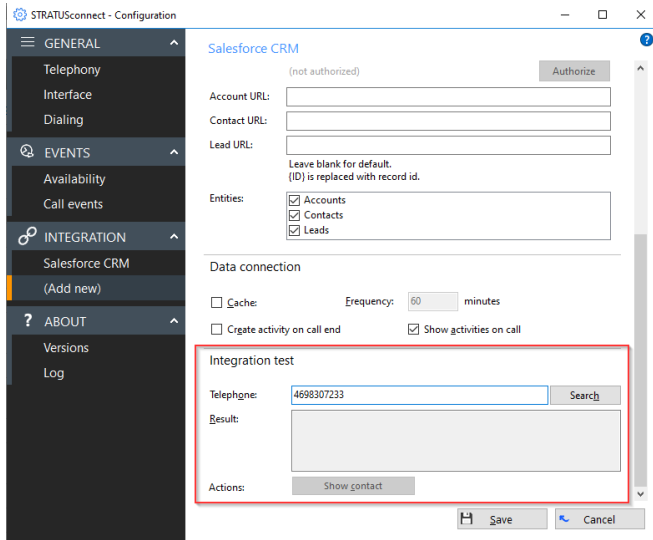 STRATUSconnect - Configuration
GENERAL
Telephony
Interface
Dialing
EVENTS
Availability
Call events
INTEGRATION
Salesforce CRM
(Add new)
ABOUT
Versions
Log
Salesforce CRM
(not authorized) Authorize
Account URL:
Contact URL:
Lead URL:
Leave blank for default.
{ID} is replaced with record id.
Entities: Accounts
Contacts
Leads
Data connection
Cache: Frequency: 60 minutes
Create activity on call end Show activities on call
Integration test
Telephone: 4698307233 Search
Result:
Actions: Show contact
Save Cancel